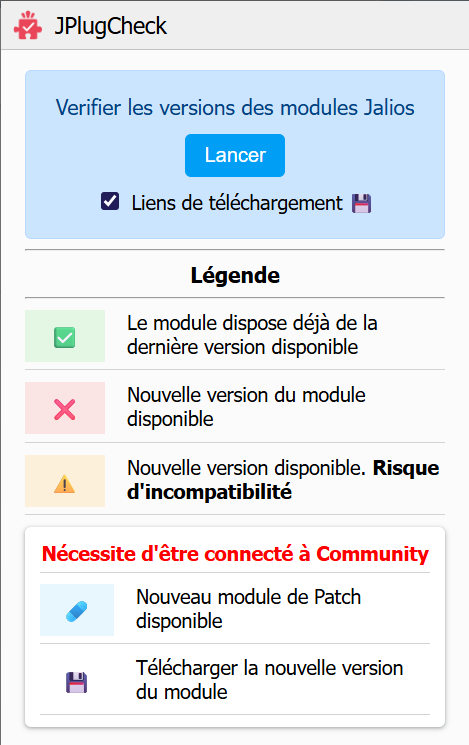 JPlugCheck
Verifier les versions des modules Jalios
Lancer
Liens de téléchargement
Légende
Le module dispose déjà de la
dernière version disponible
Nouvelle version du module
disponible
Nouvelle version disponible. Risque
d'incompatibilité
Nécessite d'être connecté à Community
Nouveau module de Patch
disponible
Télécharger la nouvelle version
du module